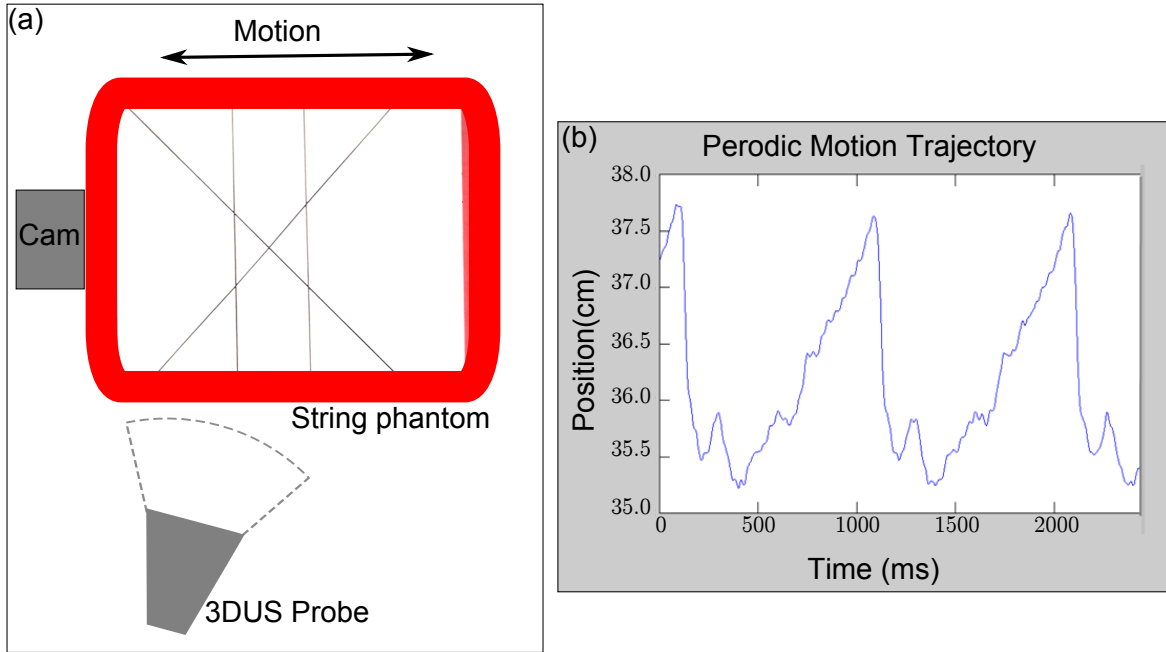 (a)
Motion
Cam
String phantom
3DUS Probe
(b)
Perodic Motion Trajectory
38.0
37.5
37.0
36.5
36.0
35.5
35.0
Position(cm)
0 500 1000 1500 2000
Time (ms)